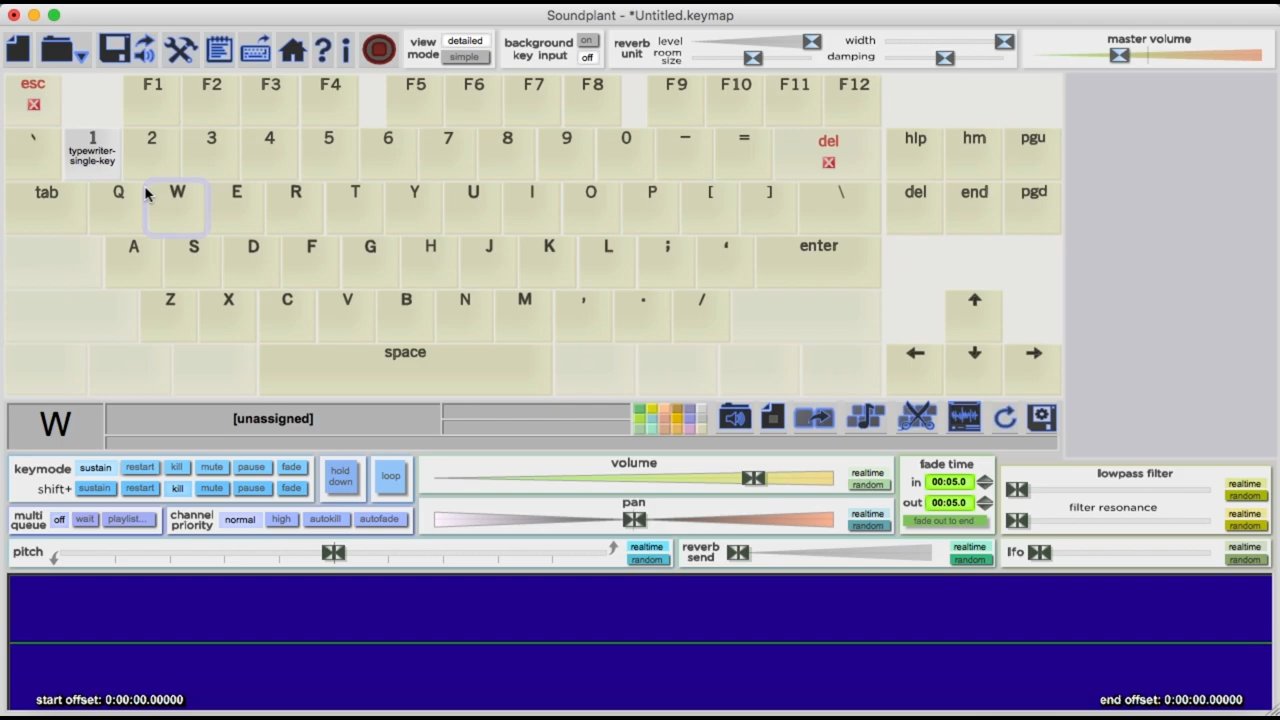 Soundplant - *Untitled.keymap
view mode detailed simple
background key input on off
reverb unit level room size width damping
master volume
esc F1 F2 F3 F4 F5 F6 F7 F8 F9 F10 F11 F12
` 1 2 3 4 5 6 7 8 9 0 - = del hlp hm pgu
typewriter-
single-key
tab Q W E R T Y U I O P [ ] \ del end pgd
A S D F G H J K L ; ' enter
Z X C V B N M , . /
space
W [unassigned]
keymode sustain restart kill mute pause fade
shift+ sustain restart kill mute pause fade
hold down
loop
multi queue off wait playlist...
channel priority normal high autokill autofade
volume realtime random
pan realtime random
fade time
in 00:05.0
out 00:05.0
fade out to end
lowpass filter realtime random
filter resonance realtime random
pitch realtime random
reverb send realtime random
lfo realtime random
start offset: 0:00:00.00000
end offset: 0:00:00.00000